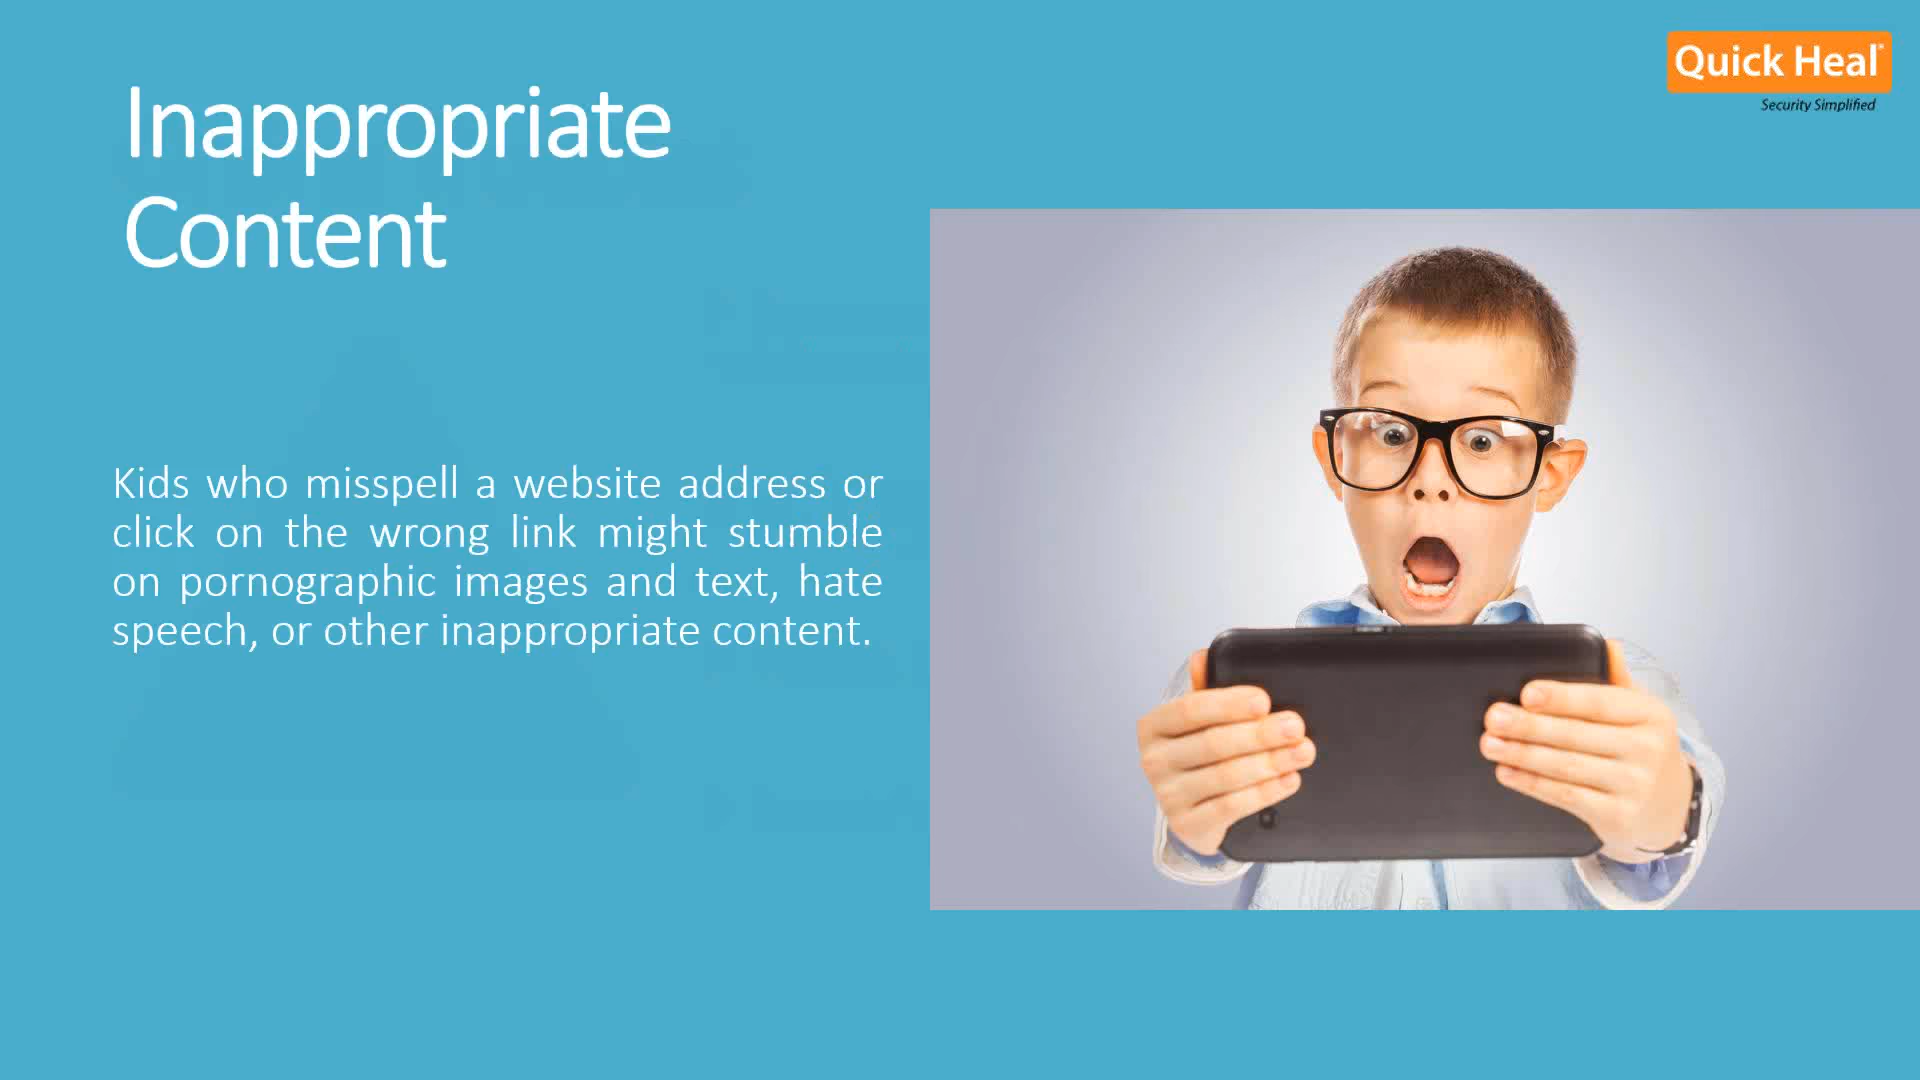 Quick Heal
Security Simplified
Inappropriate
Content
Kids who misspell a website address or
click on the wrong link might stumble
on pornographic images and text, hate
speech, or other inappropriate content.